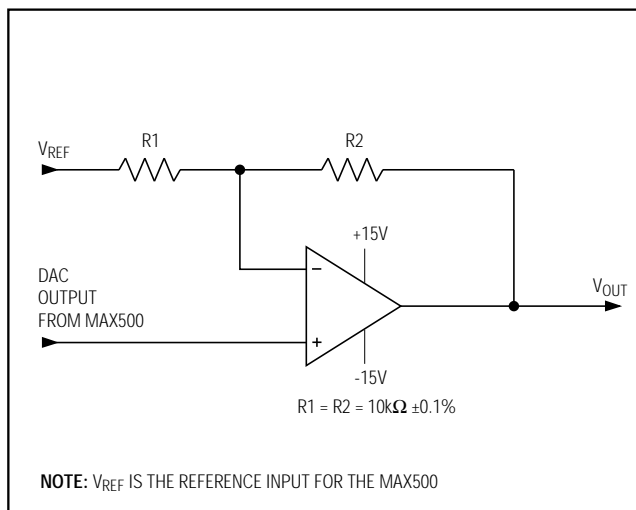 R1
R2
VREF
+15V
DAC
OUTPUT
FROM MAX500
−
+
VOUT
-15V
R1 = R2 = 10kΩ ±0.1%
NOTE: VREF IS THE REFERENCE INPUT FOR THE MAX500